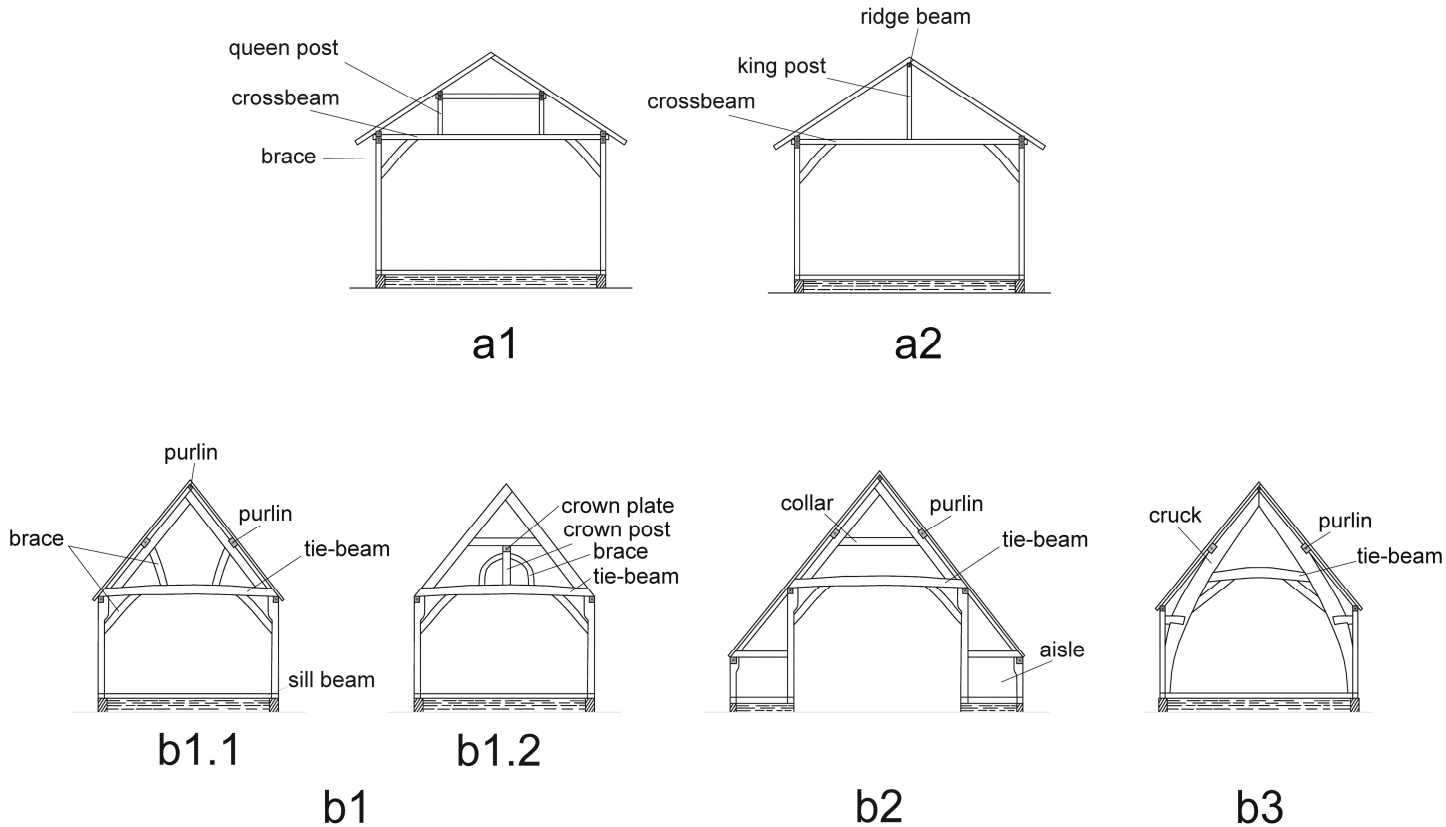 ridge beam
queen post
king post
crossbeam
crossbeam
brace
a1
a2
purlin
purlin
brace
tie-beam
sill beam
b1.1
crown plate
crown post
brace
tie-beam
b1.2
b1
collar
purlin
tie-beam
aisle
b2
cruck
purlin
tie-beam
b3